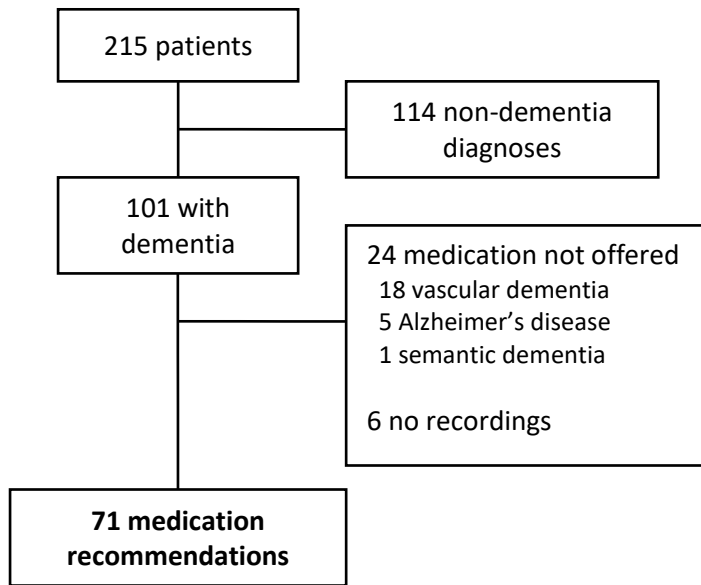 215 patients
114 non-dementia
diagnoses
101 with
dementia
24 medication not offered
18 vascular dementia
5 Alzheimer’s disease
1 semantic dementia
6 no recordings
71 medication
recommendations